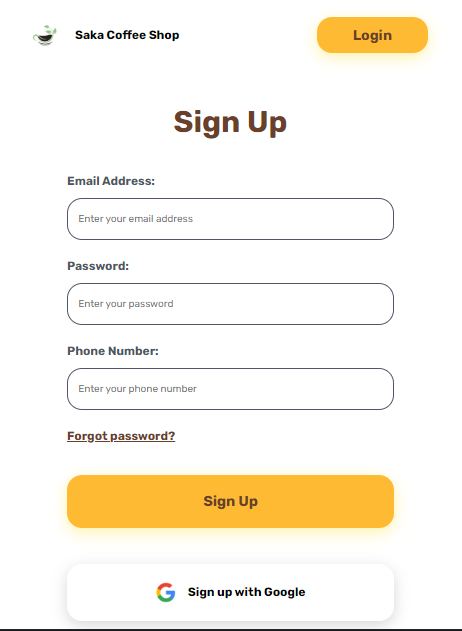 Saka Coffee Shop
Login
Sign Up
Email Address:
Enter your email address
Password:
Enter your password
Phone Number:
Enter your phone number
Forgot password?
Sign Up
Sign up with Google